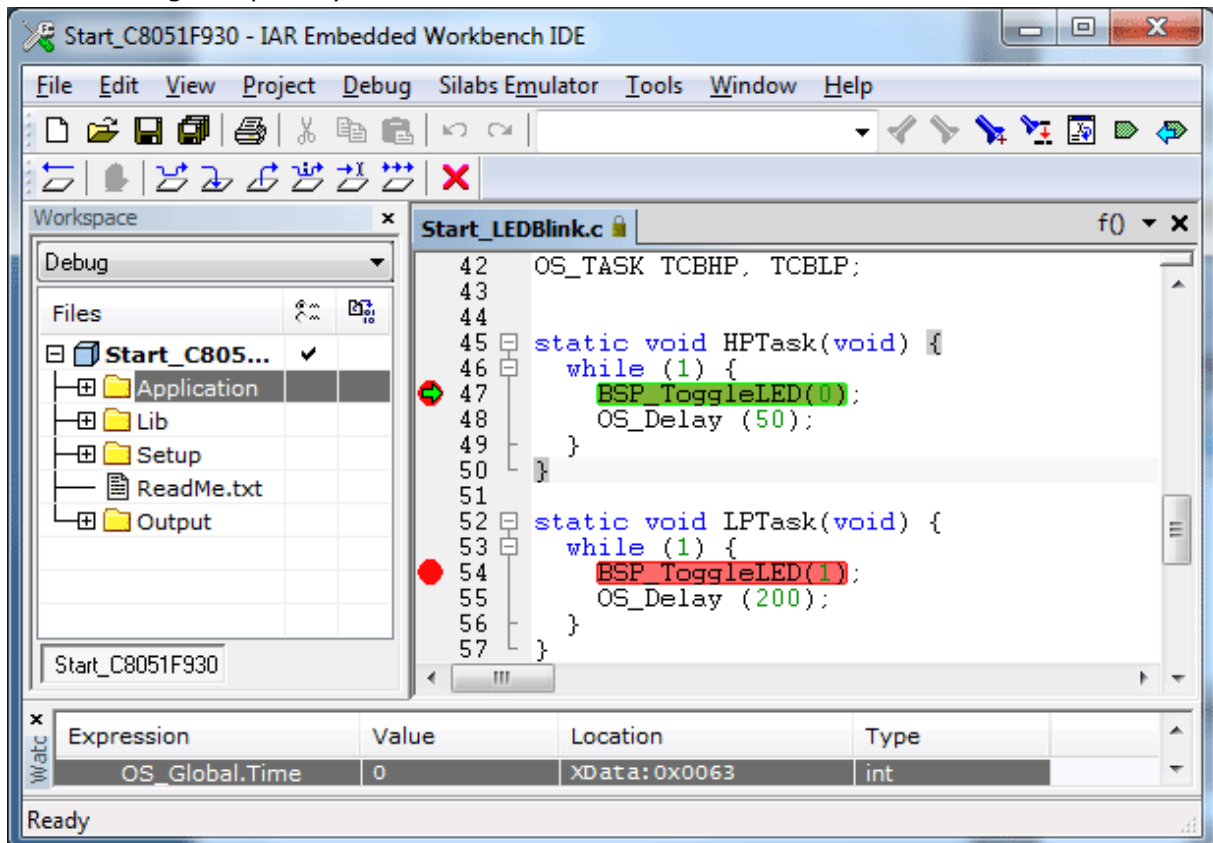 Start_C8051F930 - IAR Embedded Workbench IDE
File Edit View Project Debug Silabs Emulator Tools Window Help
Workspace
Debug
Files
Start_C805...
Application
Lib
Setup
ReadMe.txt
Output
Start_C8051F930
Start_LEDBlink.c f()
42 OS_TASK TCBHP, TCBLP;
43
44
45 static void HPTask(void) {
46 while (1) {
47 BSP_ToggleLED(0);
48 OS_Delay (50);
49 }
50 }
51
52 static void LPTask(void) {
53 while (1) {
54 BSP_ToggleLED(1);
55 OS_Delay (200);
56 }
57 }
Watc
Expression Value Location Type
OS_Global.Time 0 XData:0x0063 int
Ready